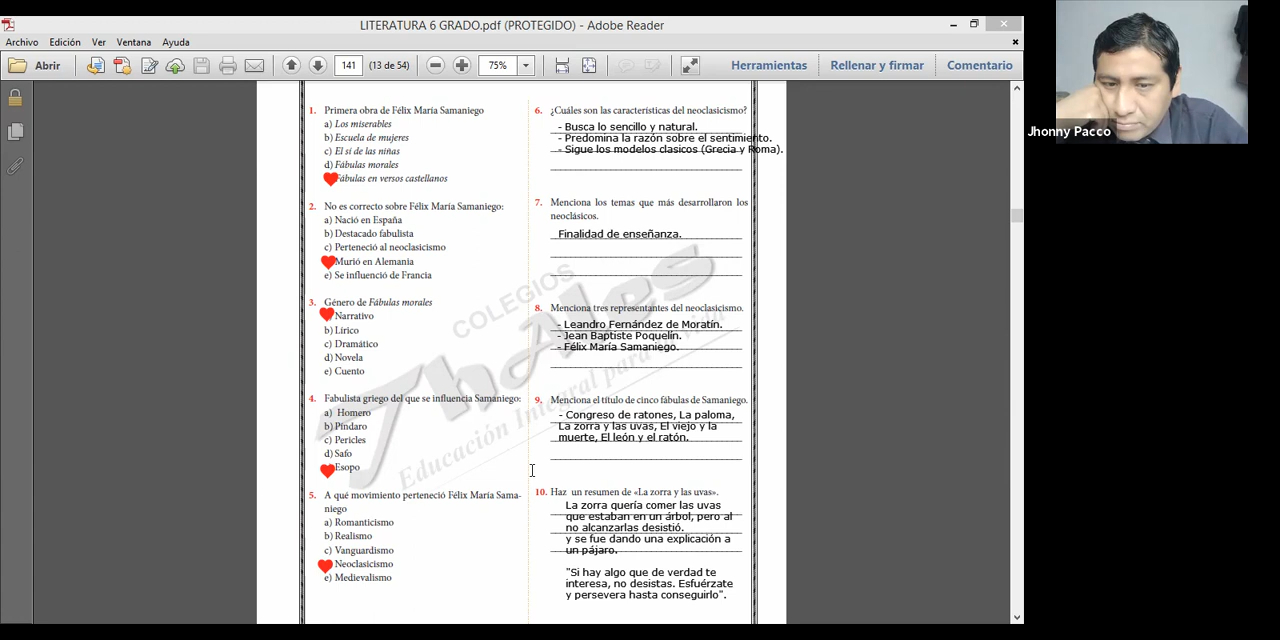 LITERATURA 6 GRADO.pdf (PROTEGIDO) - Adobe Reader
Archivo Edición Ver Ventana Ayuda
Abrir 141 (13 de 54) 75% Herramientas Rellenar y firmar Comentario
Jhonny Pacco
1. Primera obra de Félix María Samaniego
a) Los miserables
b) Escuela de mujeres
c) El sí de las niñas
d) Fábulas morales
Fábulas en versos castellanos
2. No es correcto sobre Félix María Samaniego:
a) Nació en España
b) Destacado fabulista
c) Perteneció al neoclasicismo
Murió en Alemania
e) Se influenció de Francia
3. Género de Fábulas morales
Narrativo
b) Lírico
c) Dramático
d) Novela
e) Cuento
4. Fabulista griego del que se influencia Samaniego:
a) Homero
b) Píndaro
c) Pericles
d) Safo
Esopo
5. A qué movimiento perteneció Félix María Sama-
niego
a) Romanticismo
b) Realismo
c) Vanguardismo
Neoclasicismo
e) Medievalismo
6. ¿Cuáles son las características del neoclasicismo?
- Busca lo sencillo y natural.
- Predomina la razón sobre el sentimiento.
- Sigue los modelos clasicos (Grecia y Roma).
7. Menciona los temas que más desarrollaron los
neoclásicos.
Finalidad de enseñanza.
8. Menciona tres representantes del neoclasicismo.
- Leandro Fernández de Moratín.
- Jean Baptiste Poquelín.
- Félix María Samaniego.
9. Menciona el título de cinco fábulas de Samaniego.
- Congreso de ratones, La paloma,
La zorra y las uvas, El viejo y la
muerte, El león y el ratón.
10. Haz un resumen de «La zorra y las uvas».
La zorra quería comer las uvas
que estaban en un árbol, pero al
no alcanzarlas desistió.
y se fue dando una explicación a
un pájaro.
"Si hay algo que de verdad te
interesa, no desistas. Esfuérzate
y persevera hasta conseguirlo".
COLEGIOS
ThAles
Educación Integral para la vida